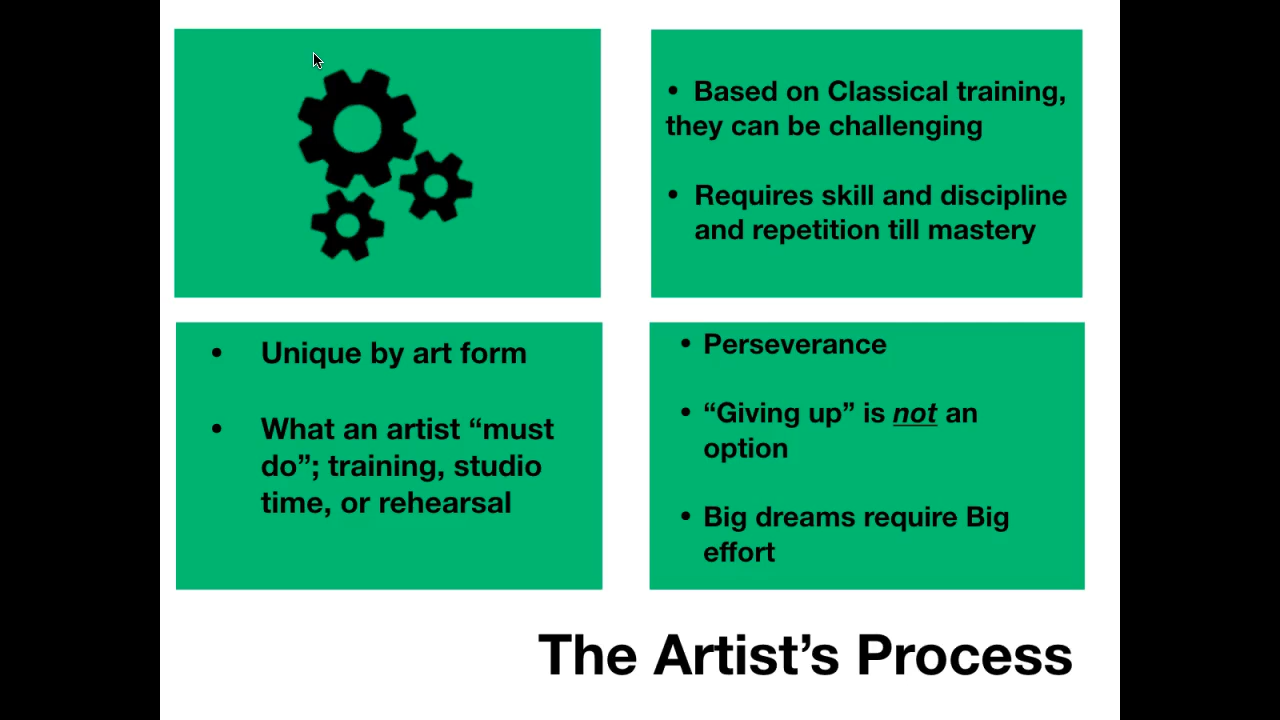 • Based on Classical training,
they can be challenging
• Requires skill and discipline
and repetition till mastery
• Unique by art form
• What an artist “must
do”; training, studio
time, or rehearsal
• Perseverance
• “Giving up” is not an
option
• Big dreams require Big
effort
The Artist’s Process